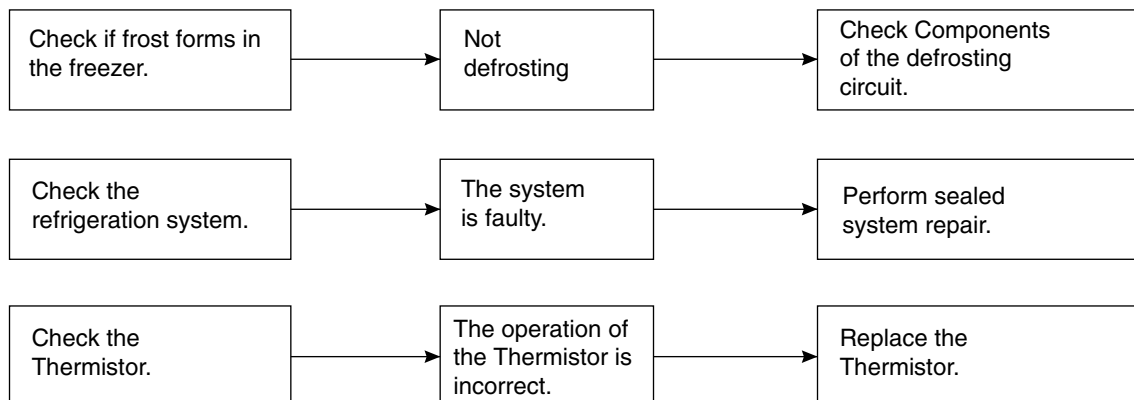 Check if frost forms in
the freezer.
Not
defrosting
Check Components
of the defrosting
circuit.
Check the
refrigeration system.
The system
is faulty.
Perform sealed
system repair.
Check the
Thermistor.
The operation of
the Thermistor is
incorrect.
Replace the
Thermistor.